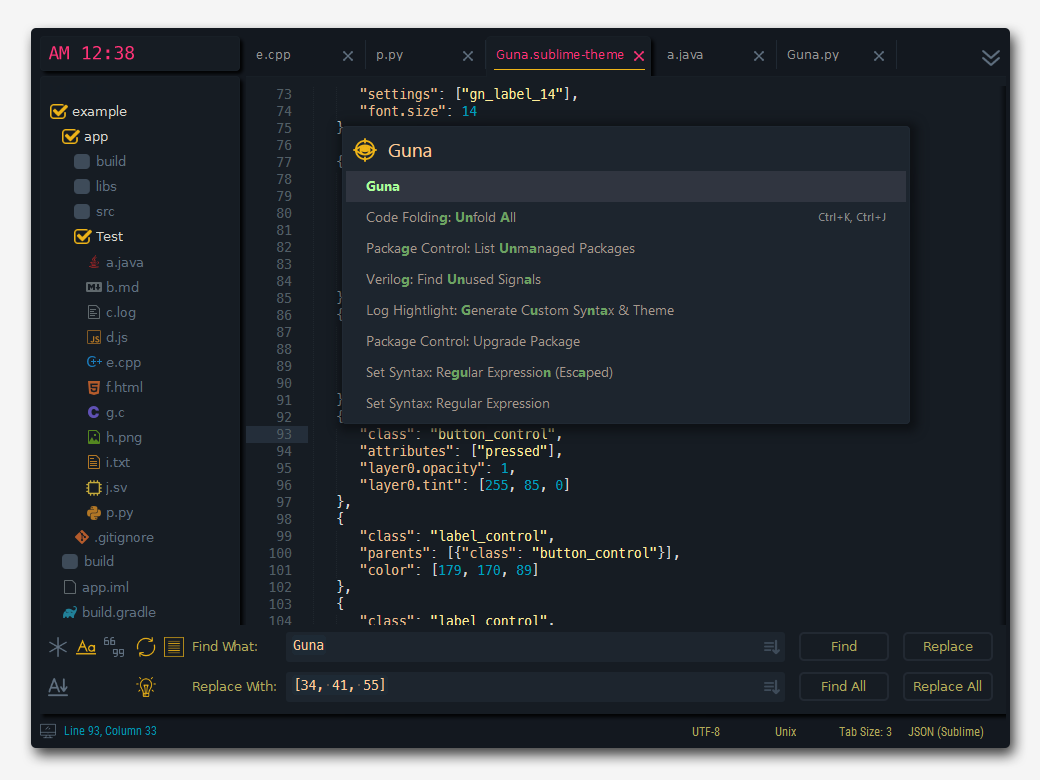 AM 12:38
e.cpp
p.py
Guna.sublime-theme
a.java
Guna.py
example
app
build
libs
src
Test
a.java
b.md
c.log
d.js
e.cpp
f.html
g.c
h.png
i.txt
j.sv
p.py
.gitignore
build
app.iml
build.gradle
73 "settings": ["gn_label_14"],
74 "font.size": 14
75 }
76
77 {
78
79
80
81
82
83
84
85 }
86 {
87
88
89
90
91 }
92 {
93 "class": "button_control",
94 "attributes": ["pressed"],
95 "layer0.opacity": 1,
96 "layer0.tint": [255, 85, 0]
97 },
98 {
99 "class": "label_control",
100 "parents": [{"class": "button_control"}],
101 "color": [179, 170, 89]
102 },
103 {
104 "class": "label_control",
Guna
Guna
Code Folding: Unfold All Ctrl+K, Ctrl+J
Package Control: List Unmanaged Packages
Verilog: Find Unused Signals
Log Hightlight: Generate Custom Syntax & Theme
Package Control: Upgrade Package
Set Syntax: Regular Expression (Escaped)
Set Syntax: Regular Expression
Aa 66 99 Find What: Guna Find Replace
A Replace With: [34, 41, 55] Find All Replace All
Line 93, Column 33 UTF-8 Unix Tab Size: 3 JSON (Sublime)